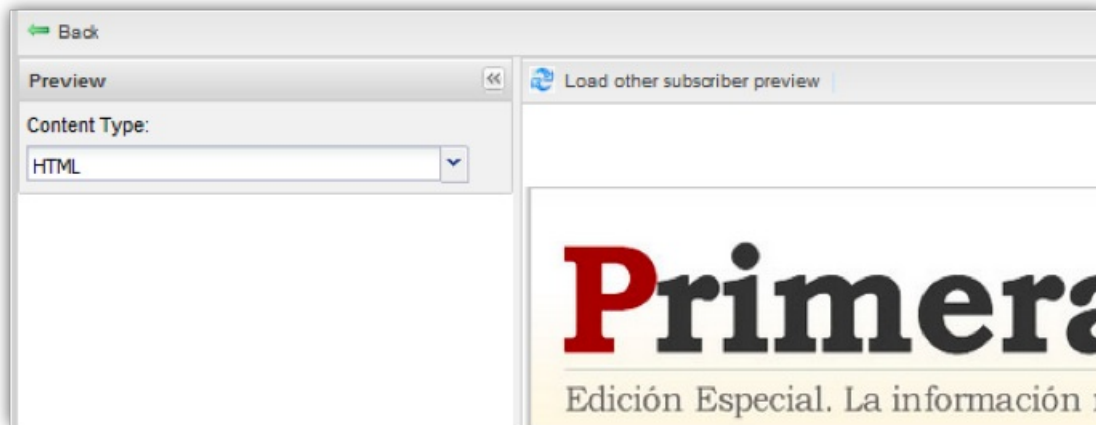 Back
Preview
Load other subscriber preview
Content Type:
HTML
Primera
Edición Especial. La información